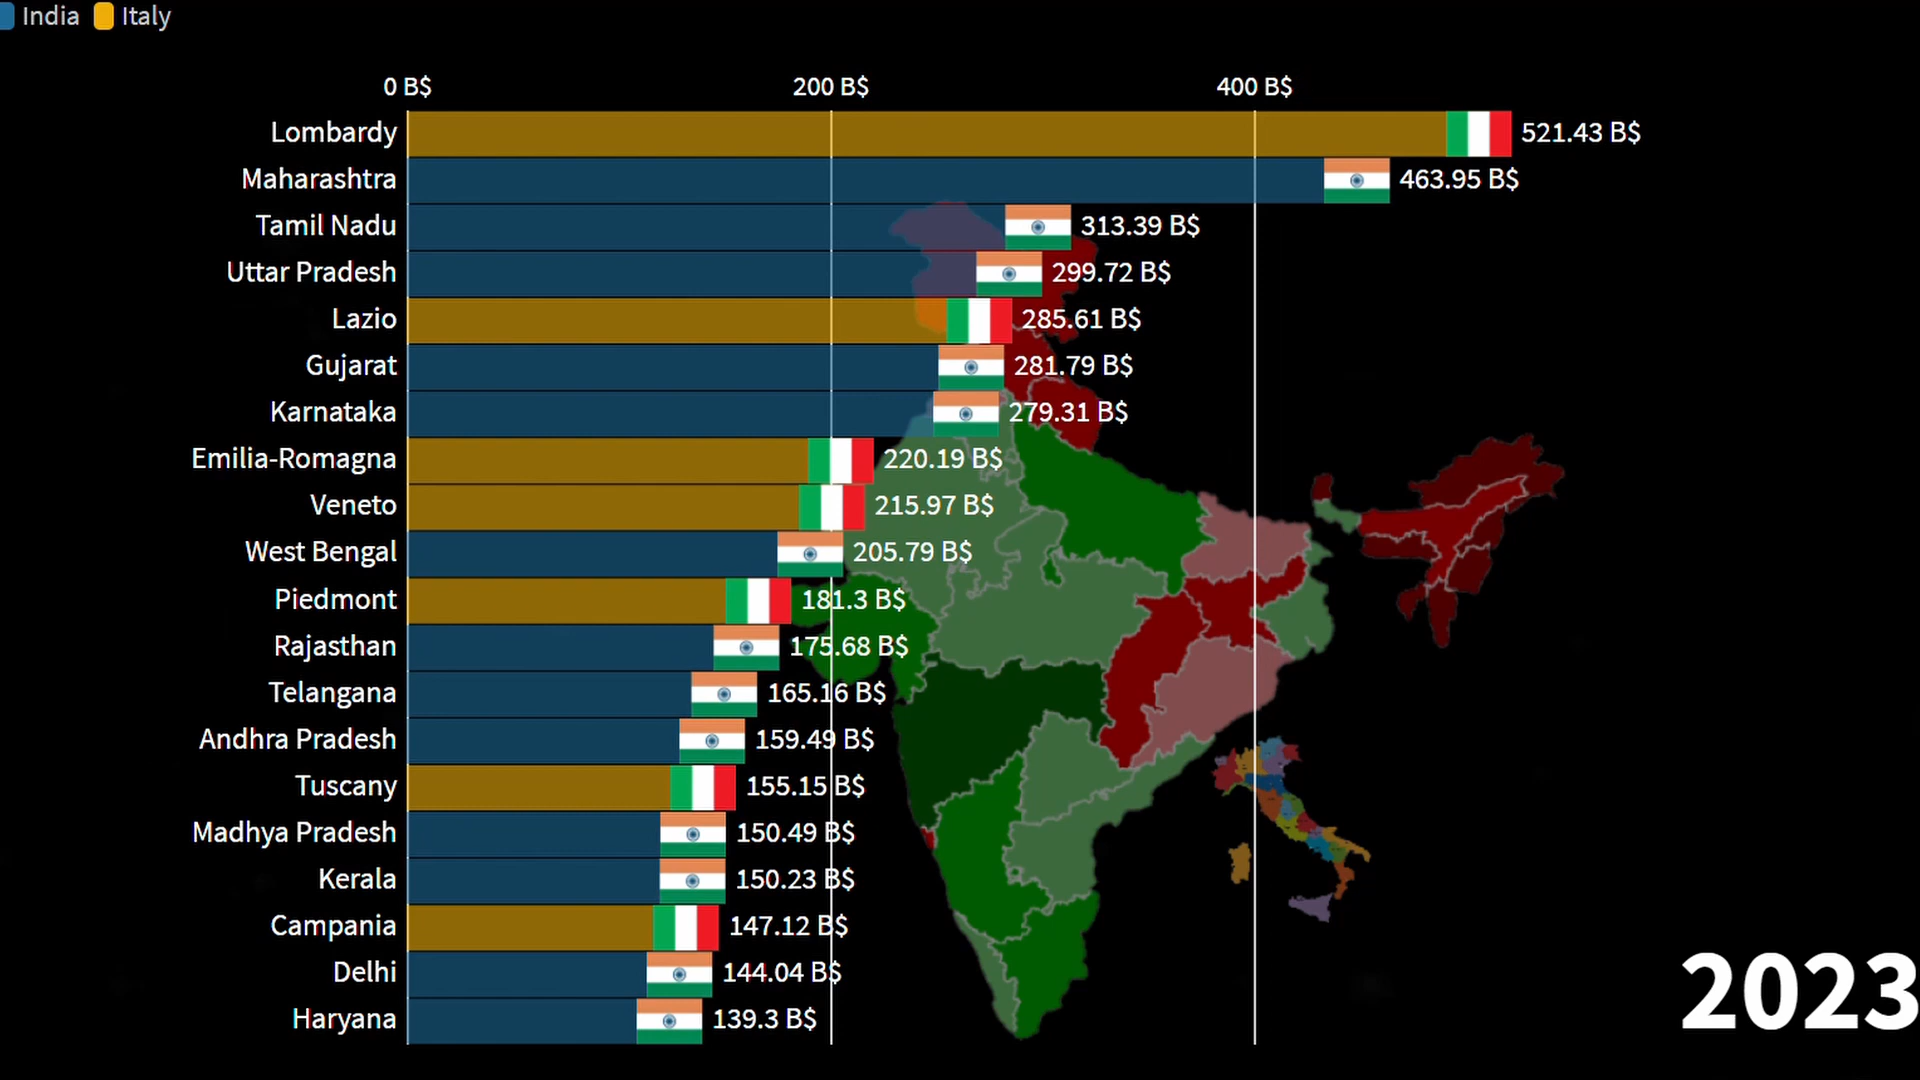 India Italy
0 B$ 200 B$ 400 B$
Lombardy 521.43 B$
Maharashtra 463.95 B$
Tamil Nadu 313.39 B$
Uttar Pradesh 299.72 B$
Lazio 285.61 B$
Gujarat 281.79 B$
Karnataka 279.31 B$
Emilia-Romagna 220.19 B$
Veneto 215.97 B$
West Bengal 205.79 B$
Piedmont 181.3 B$
Rajasthan 175.68 B$
Telangana 165.16 B$
Andhra Pradesh 159.49 B$
Tuscany 155.15 B$
Madhya Pradesh 150.49 B$
Kerala 150.23 B$
Campania 147.12 B$
Delhi 144.04 B$
Haryana 139.3 B$
2023